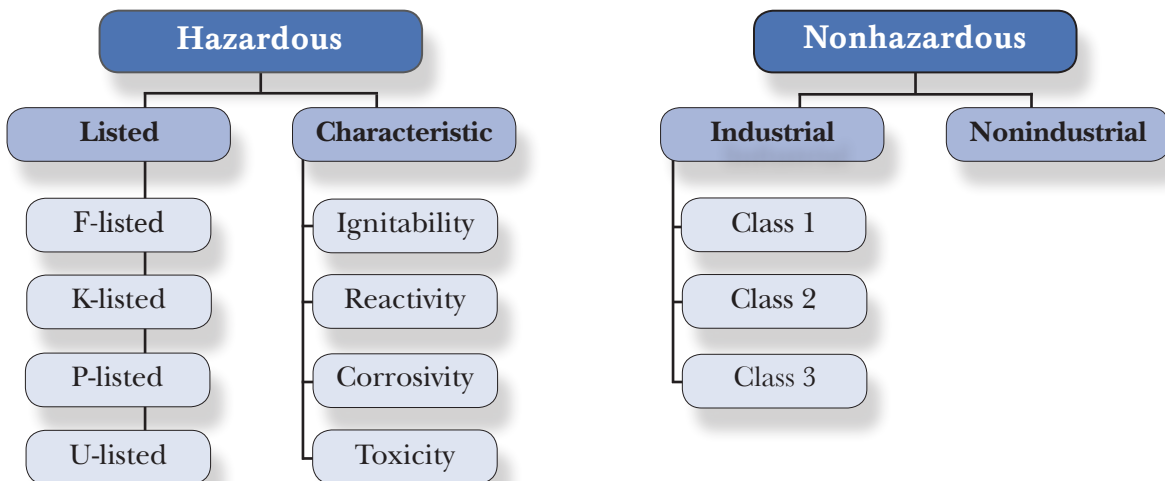 Hazardous
Listed
Characteristic
F-listed
K-listed
P-listed
U-listed
Ignitability
Reactivity
Corrosivity
Toxicity
Nonhazardous
Industrial
Nonindustrial
Class 1
Class 2
Class 3